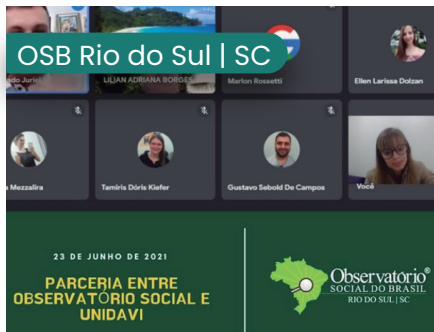 OSB Rio do Sul | SC
do Juriei
LILIAN ADRIANA BORGES
Marlon Rossetti
Ellen Larissa Dolzan
a Mezzalira
Tamiris Dóris Kiefer
Gustavo Sebold De Campos
Você
23 DE JUNHO DE 2021
PARCERIA ENTRE
OBSERVATÓRIO SOCIAL E
UNIDAVI
Observatório®
SOCIAL DO BRASIL
RIO DO SUL | SC